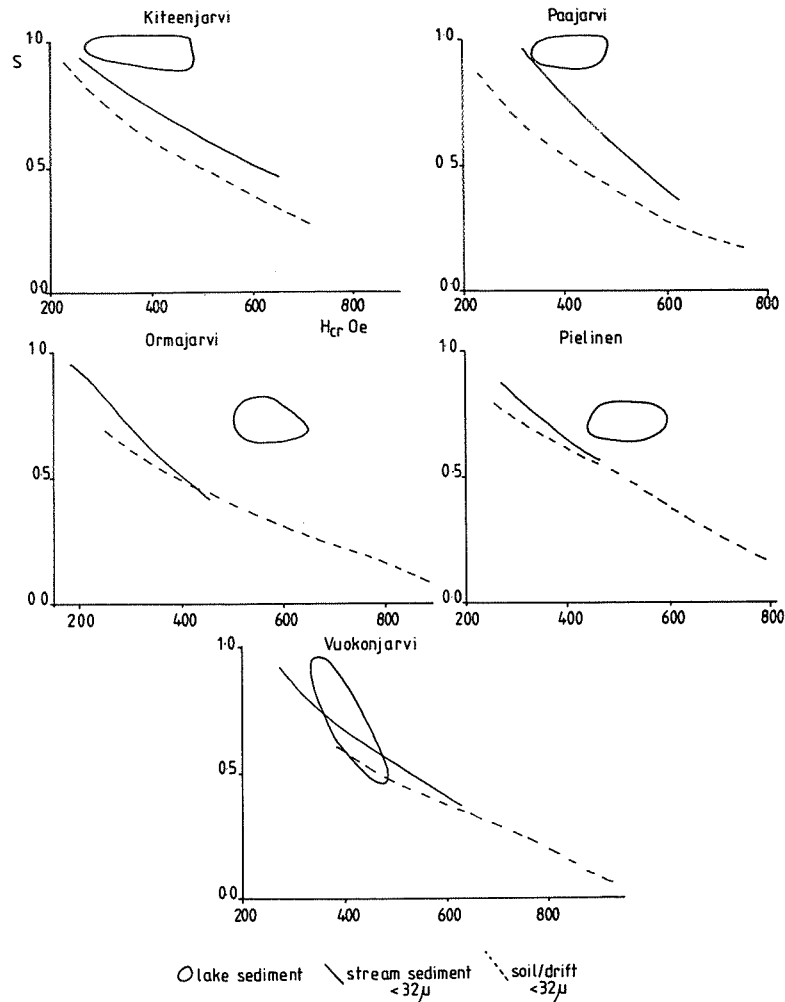 Kiteenjarvi
Paajarvi
1·0
S
0·5
0·0
200 400 600 800
H_cr Oe
1·0
0·5
0·0
200 400 600 800
Ormajarvi
Pielinen
1·0
0·5
0·0
200 400 600 800
1·0
0·5
0·0
200 400 600 800
Vuokonjarvi
1·0
0·5
0·0
200 400 600 800
lake sediment
stream sediment
<32µ
soil/drift
<32µ